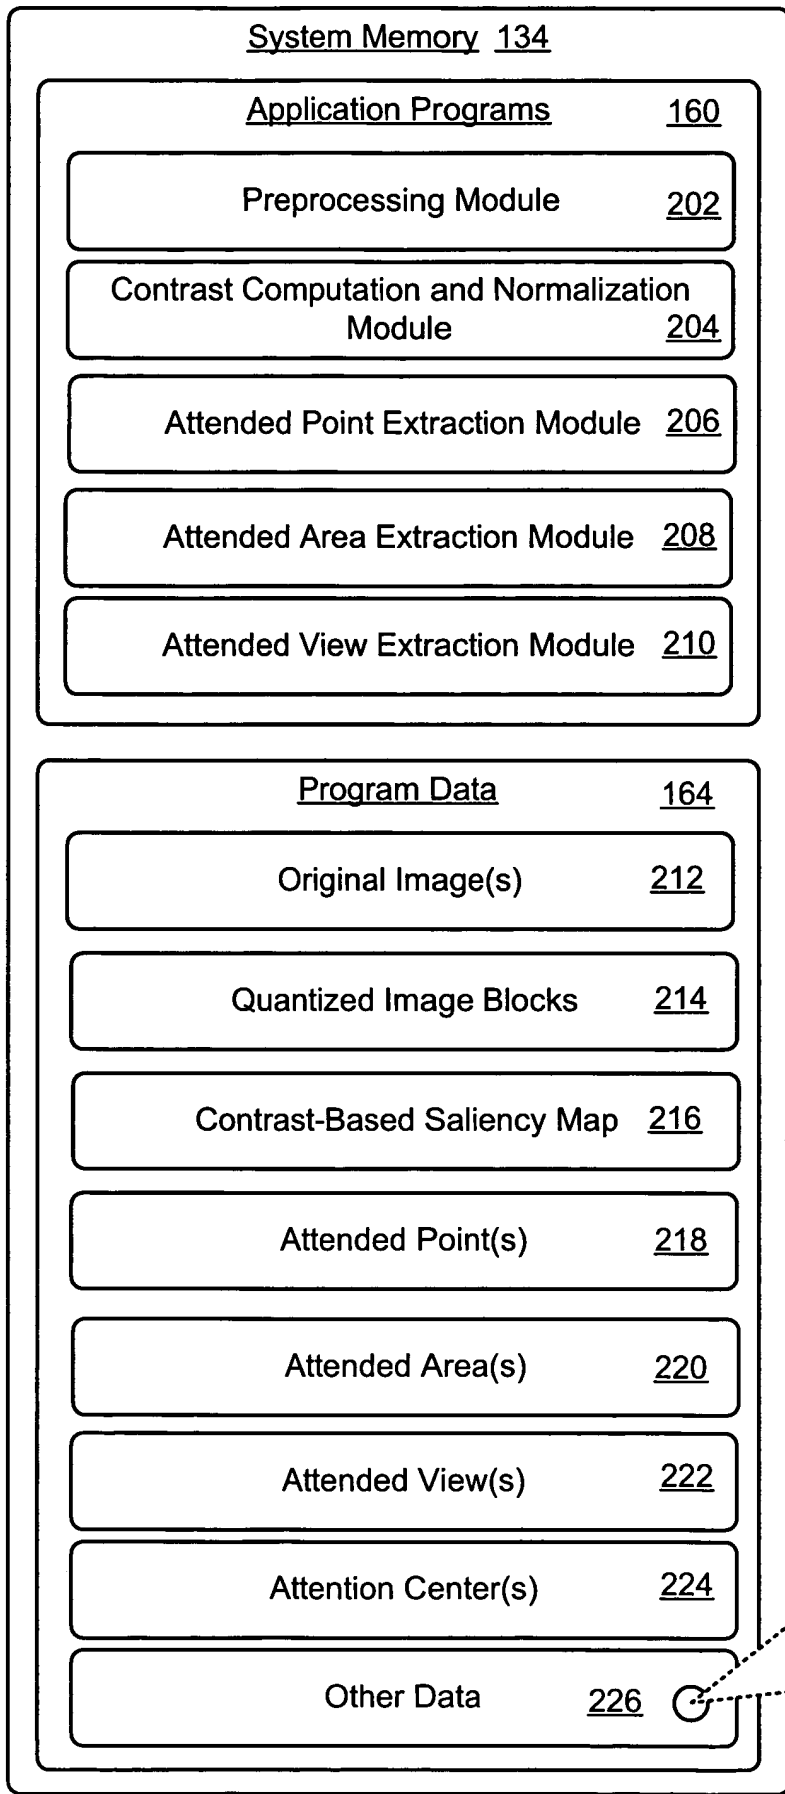 System Memory 134
Application Programs 160
Preprocessing Module 202
Contrast Computation and Normalization
Module 204
Attended Point Extraction Module 206
Attended Area Extraction Module 208
Attended View Extraction Module 210
Program Data 164
Original Image(s) 212
Quantized Image Blocks 214
Contrast-Based Saliency Map 216
Attended Point(s) 218
Attended Area(s) 220
Attended View(s) 222
Attention Center(s) 224
Other Data 226